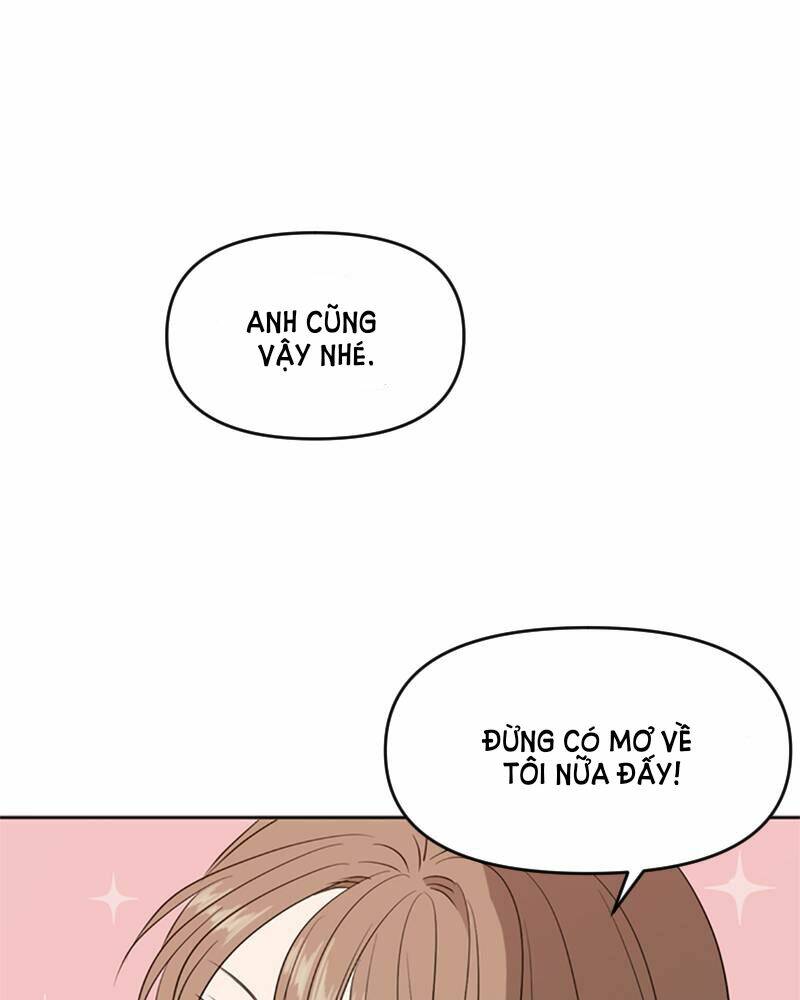 ANH CŨNG
VẬY NHÉ.
ĐỪNG CÓ MƠ VỀ
TÔI NỮA ĐẤY!